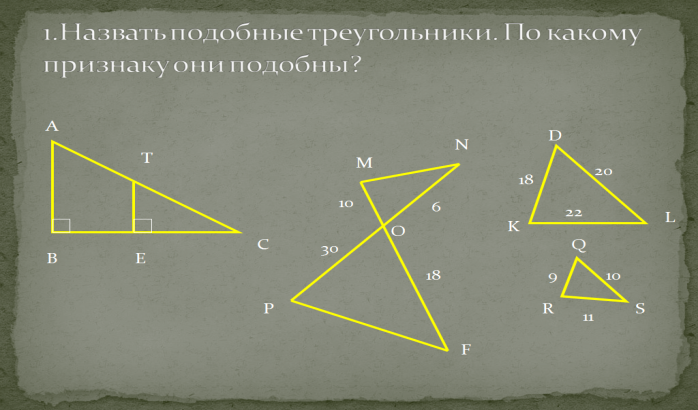 1.Назвать подобные треугольники. По какому
признаку они подобны?
A
T
B
E
C
M
N
10
6
O
30
18
P
F
D
18
20
22
K
L
Q
9
10
R
S
11